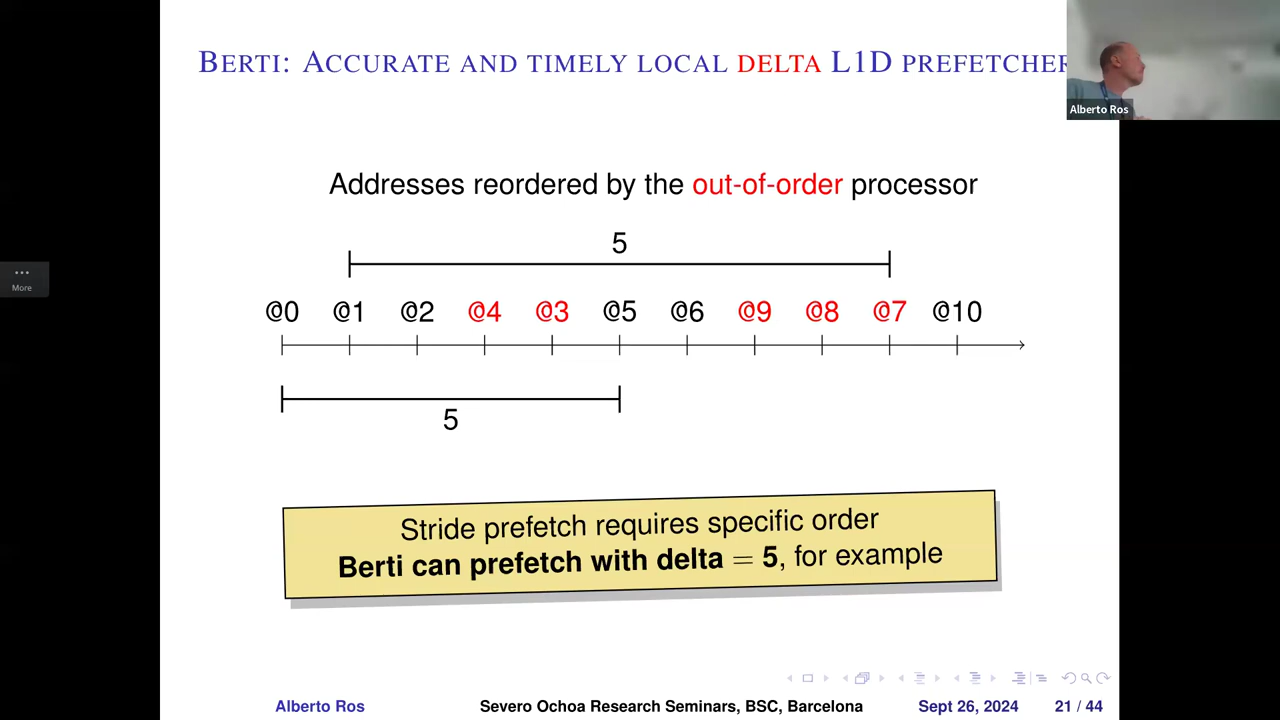 BERTI: ACCURATE AND TIMELY LOCAL DELTA L1D PREFETCHER
Alberto Ros
Addresses reordered by the out-of-order processor
5
••• More
@0 @1 @2 @4 @3 @5 @6 @9 @8 @7 @10
5
Stride prefetch requires specific order
Berti can prefetch with delta = 5, for example
Alberto Ros Severo Ochoa Research Seminars, BSC, Barcelona Sept 26, 2024 21 / 44